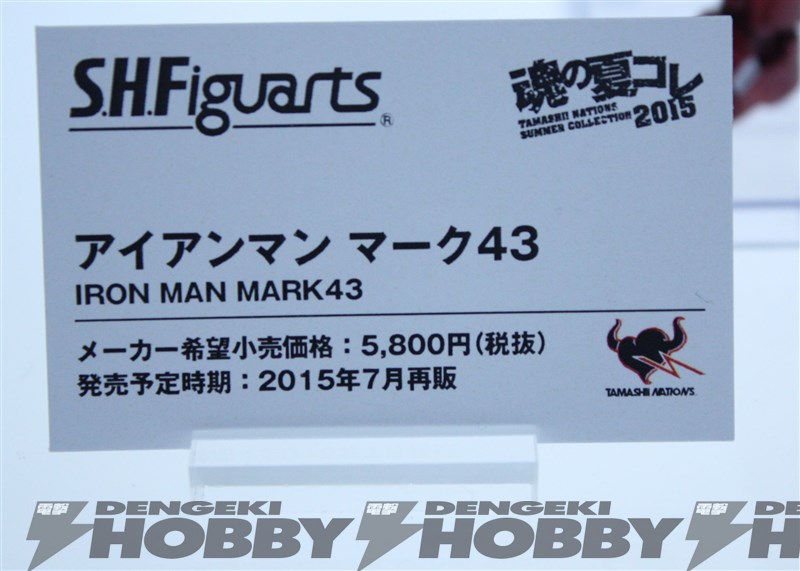 S.H.Figuarts®
魂の夏コレ
TAMASHII NATIONS
SUMMER COLLECTION 2015
アイアンマン マーク43
IRON MAN MARK43
メーカー希望小売価格：5,800円（税抜）
発売予定時期：2015年7月再販
TAMASHII NATIONS
電撃 DENGEKI HOBBY 電撃 DENGEKI HOBBY 電撃 DENGEKI HOBBY